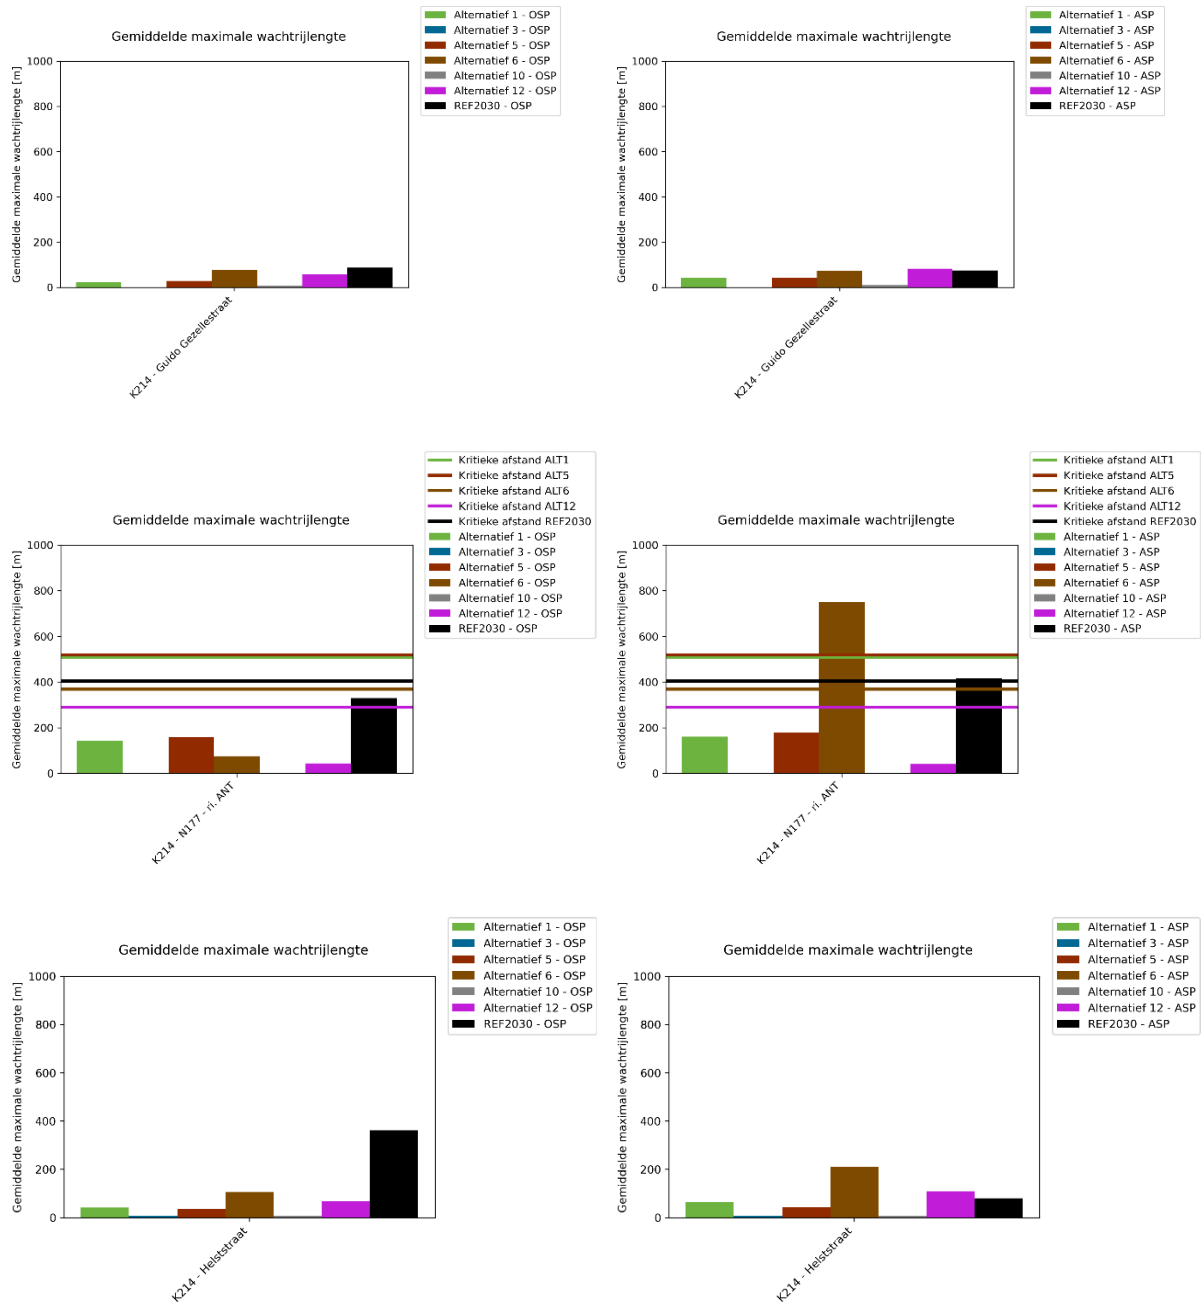 Gemiddelde maximale wachtrijlengte
Alternatief 1 - OSP
Alternatief 3 - OSP
Alternatief 5 - OSP
Alternatief 6 - OSP
Alternatief 10 - OSP
Alternatief 12 - OSP
REF2030 - OSP
Gemiddelde maximale wachtrijlengte [m]
1000
800
600
400
200
0
K214 - Guido Gezellestraat
Gemiddelde maximale wachtrijlengte
Alternatief 1 - ASP
Alternatief 3 - ASP
Alternatief 5 - ASP
Alternatief 6 - ASP
Alternatief 10 - ASP
Alternatief 12 - ASP
REF2030 - ASP
Gemiddelde maximale wachtrijlengte [m]
1000
800
600
400
200
0
K214 - Guido Gezellestraat
Gemiddelde maximale wachtrijlengte
Kritieke afstand ALT1
Kritieke afstand ALT5
Kritieke afstand ALT6
Kritieke afstand ALT12
Kritieke afstand REF2030
Alternatief 1 - OSP
Alternatief 3 - OSP
Alternatief 5 - OSP
Alternatief 6 - OSP
Alternatief 10 - OSP
Alternatief 12 - OSP
REF2030 - OSP
Gemiddelde maximale wachtrijlengte [m]
1000
800
600
400
200
0
K214 - N177 - ri. ANT
Gemiddelde maximale wachtrijlengte
Kritieke afstand ALT1
Kritieke afstand ALT5
Kritieke afstand ALT6
Kritieke afstand ALT12
Kritieke afstand REF2030
Alternatief 1 - ASP
Alternatief 3 - ASP
Alternatief 5 - ASP
Alternatief 6 - ASP
Alternatief 10 - ASP
Alternatief 12 - ASP
REF2030 - ASP
Gemiddelde maximale wachtrijlengte [m]
1000
800
600
400
200
0
K214 - N177 - ri. ANT
Gemiddelde maximale wachtrijlengte
Alternatief 1 - OSP
Alternatief 3 - OSP
Alternatief 5 - OSP
Alternatief 6 - OSP
Alternatief 10 - OSP
Alternatief 12 - OSP
REF2030 - OSP
Gemiddelde maximale wachtrijlengte [m]
1000
800
600
400
200
0
K214 - Helststraat
Gemiddelde maximale wachtrijlengte
Alternatief 1 - ASP
Alternatief 3 - ASP
Alternatief 5 - ASP
Alternatief 6 - ASP
Alternatief 10 - ASP
Alternatief 12 - ASP
REF2030 - ASP
Gemiddelde maximale wachtrijlengte [m]
1000
800
600
400
200
0
K214 - Helststraat